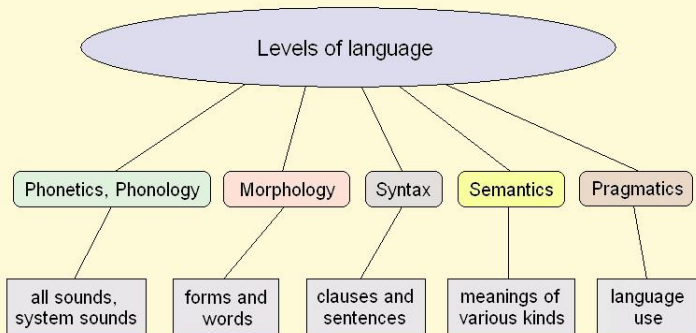 Levels of language
Phonetics, Phonology
Morphology
Syntax
Semantics
Pragmatics
all sounds,
system sounds
forms and
words
clauses and
sentences
meanings of
various kinds
language
use